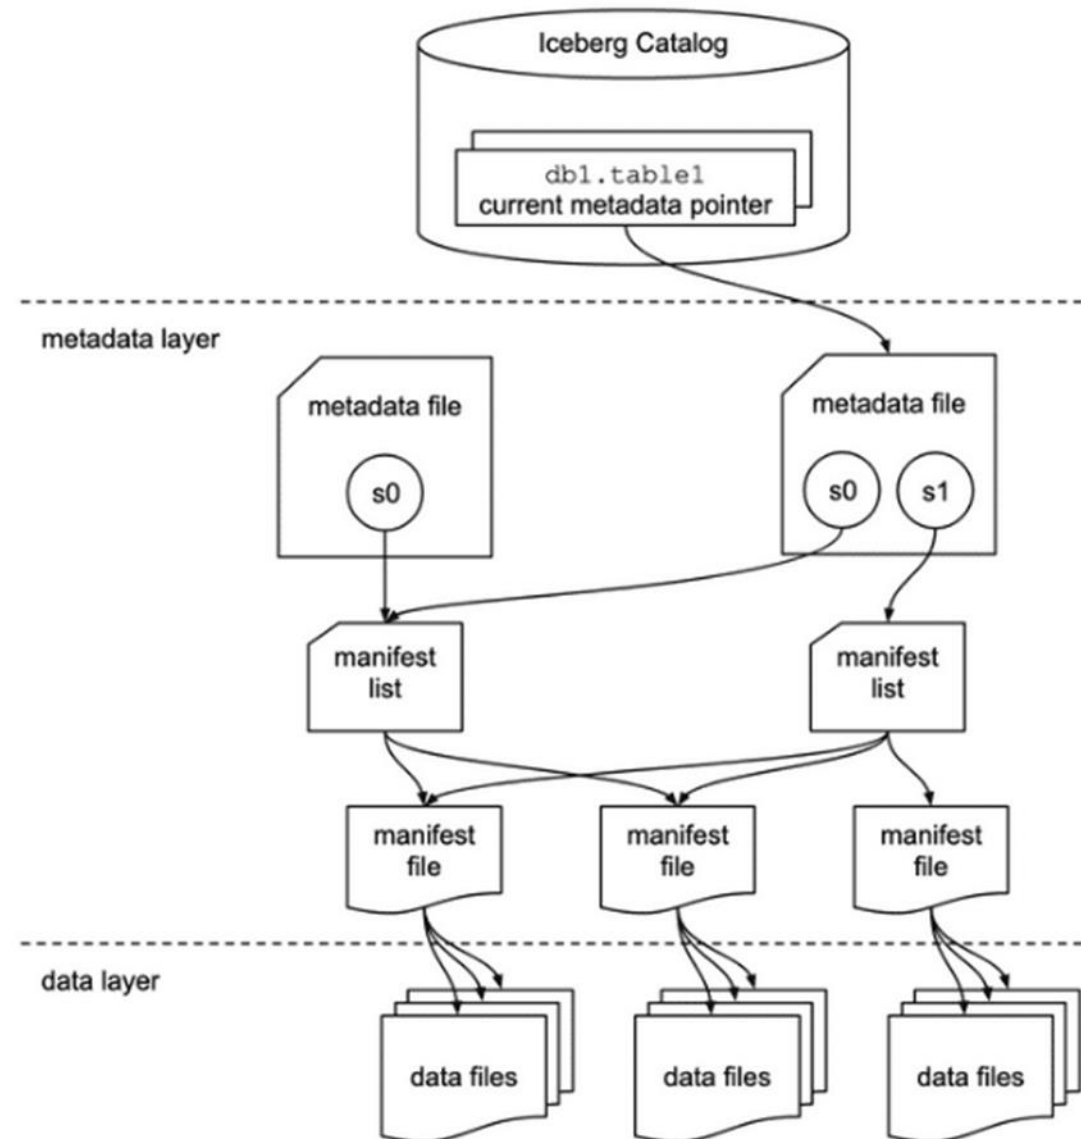 Iceberg Catalog
db1.table1
current metadata pointer
metadata layer
metadata file
metadata file
s0
s0
s1
manifest
list
manifest
list
manifest
file
manifest
file
manifest
file
data layer
data files
data files
data files